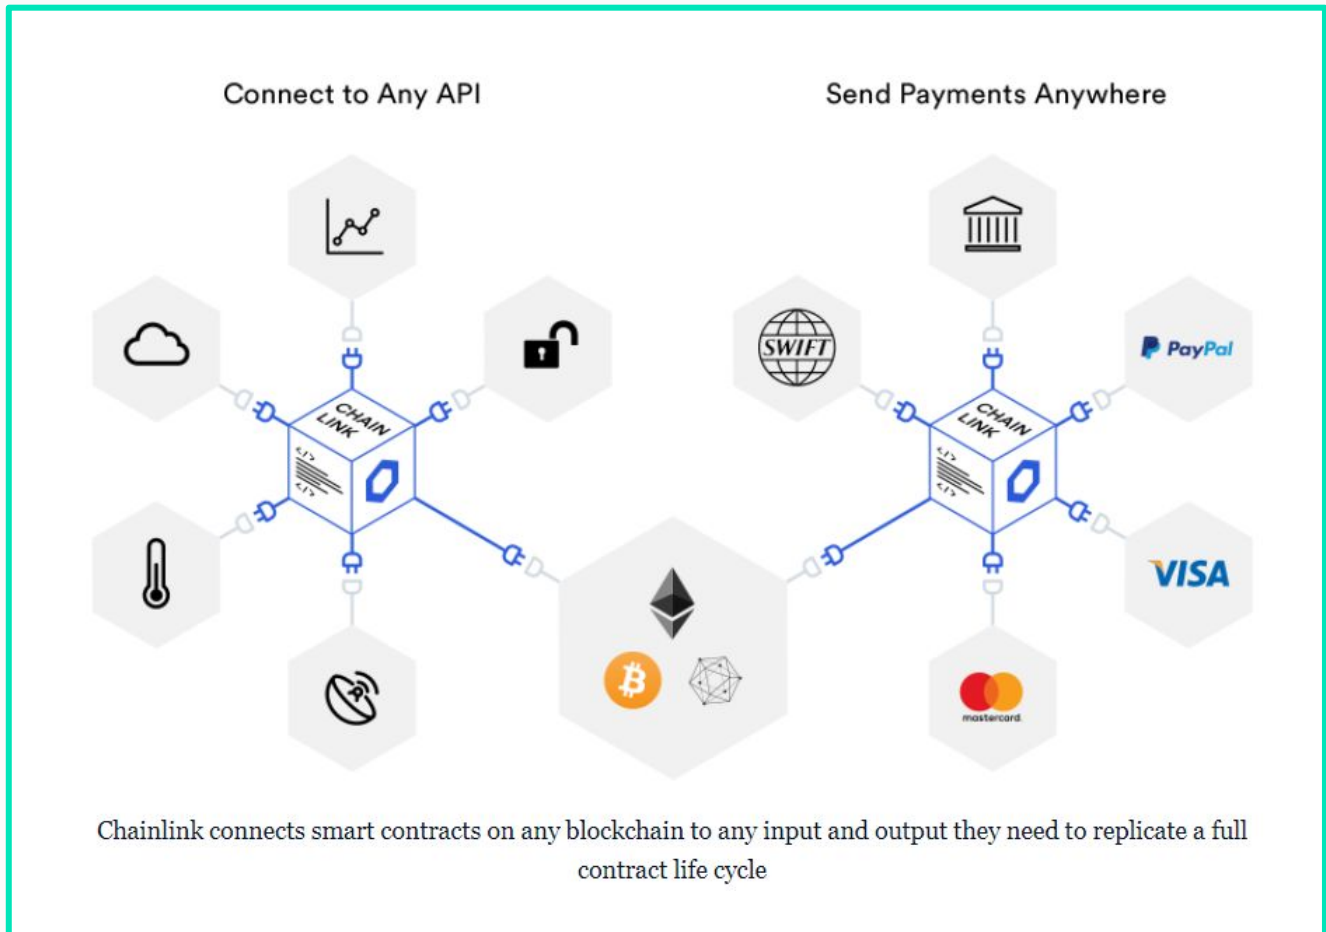 Connect to Any API
Send Payments Anywhere
SWIFT
PayPal
CHAIN
LINK
CHAIN
LINK
VISA
mastercard.
Chainlink connects smart contracts on any blockchain to any input and output they need to replicate a full
contract life cycle